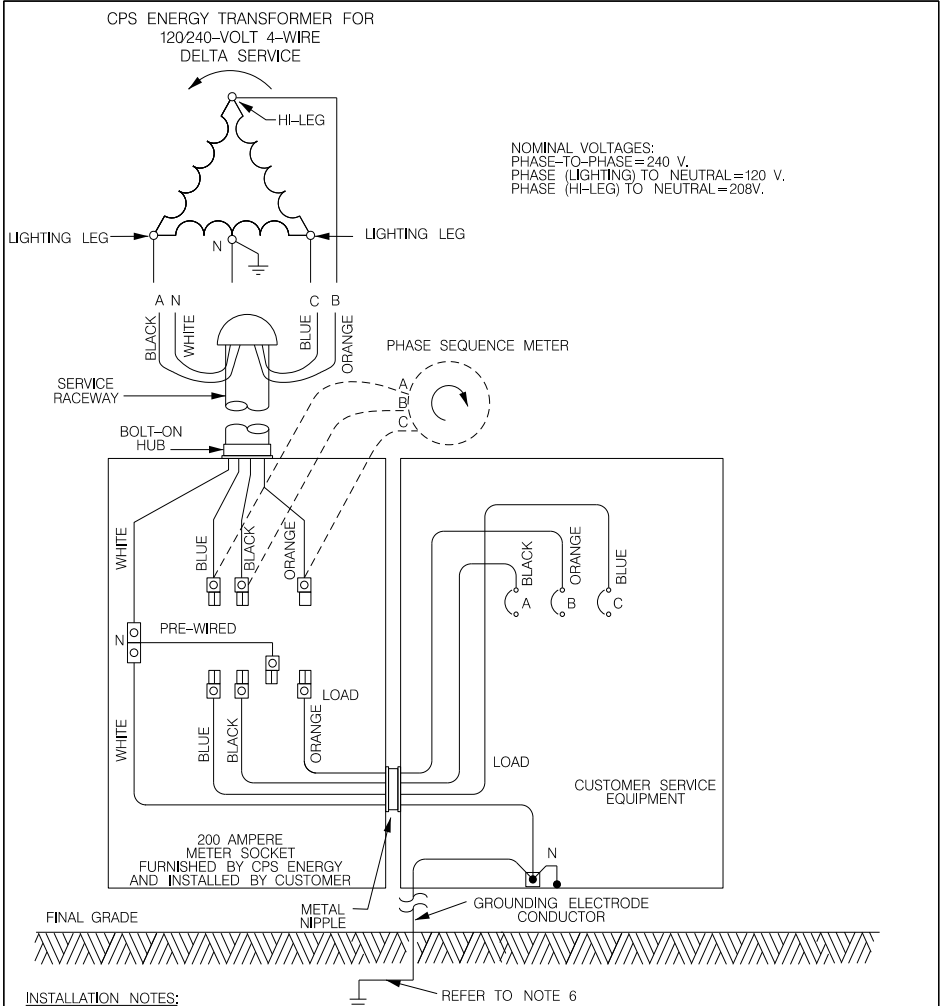 CPS ENERGY TRANSFORMER FOR
120/240-VOLT 4-WIRE
DELTA SERVICE
HI-LEG
NOMINAL VOLTAGES:
PHASE-TO-PHASE=240 V.
PHASE (LIGHTING) TO NEUTRAL=120 V.
PHASE (HI-LEG) TO NEUTRAL=208V.
LIGHTING LEG
N
LIGHTING LEG
A N
C B
BLACK
WHITE
BLUE
ORANGE
PHASE SEQUENCE METER
A
B
C
SERVICE
RACEWAY
BOLT-ON
HUB
WHITE
BLUE
BLACK
ORANGE
BLACK
ORANGE
BLUE
A
B
C
N
PRE-WIRED
LOAD
WHITE
BLUE
BLACK
ORANGE
LOAD
CUSTOMER SERVICE
EQUIPMENT
200 AMPERE
METER SOCKET
FURNISHED BY CPS ENERGY
AND INSTALLED BY CUSTOMER
N
METAL
NIPPLE
GROUNDING ELECTRODE
CONDUCTOR
FINAL GRADE
INSTALLATION NOTES:
REFER TO NOTE 6